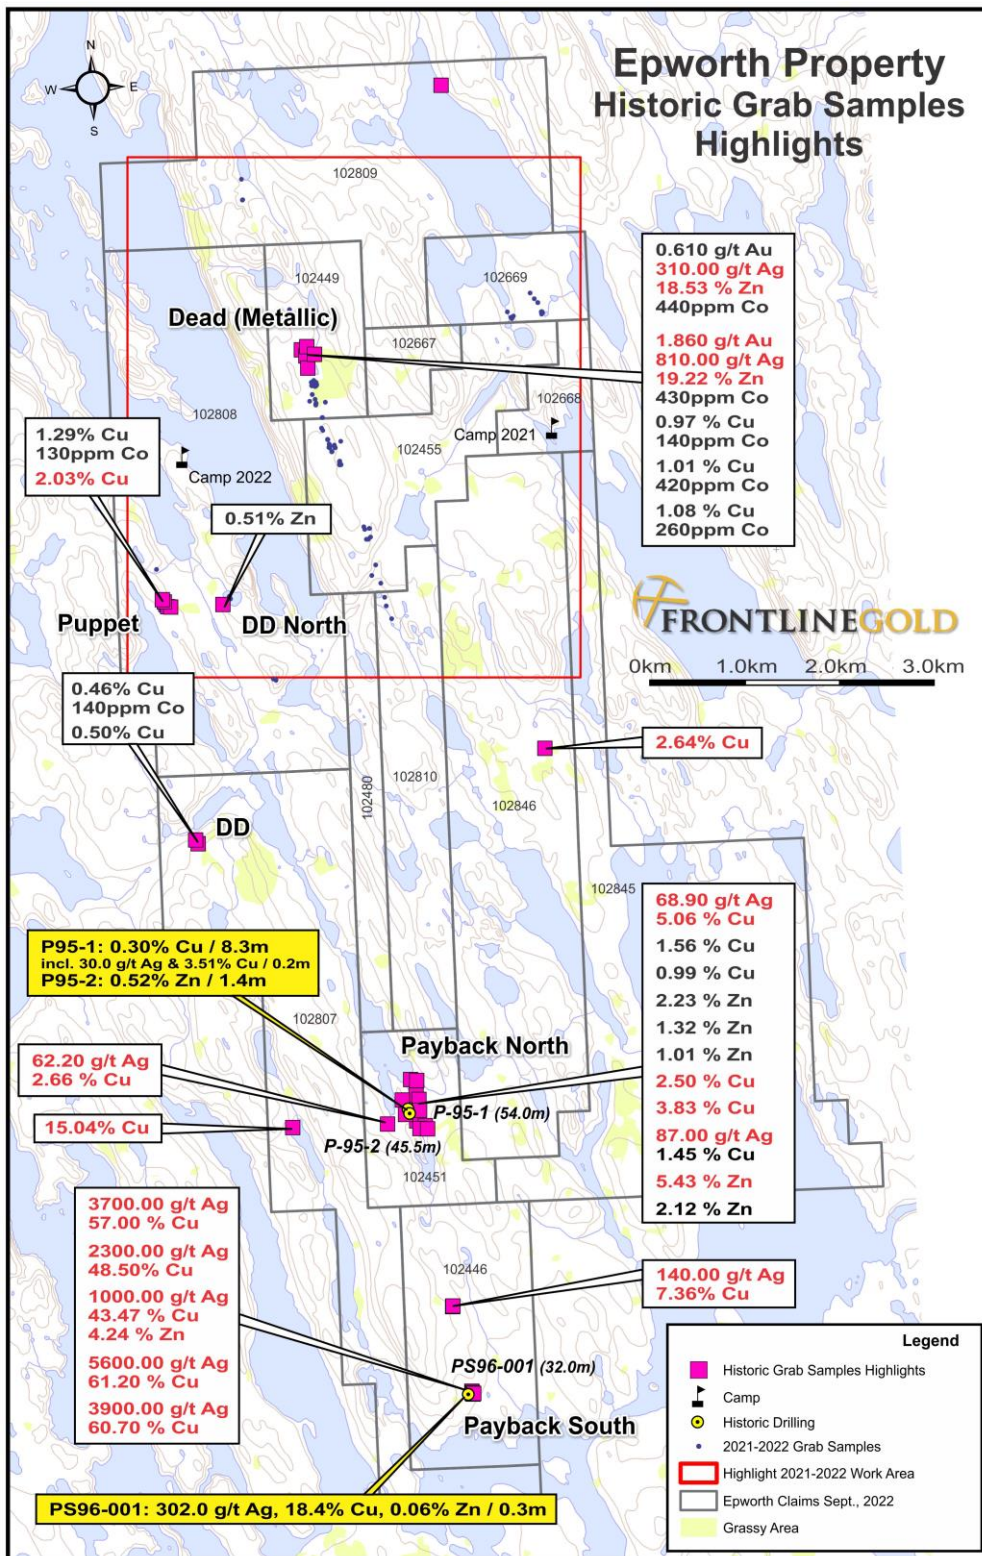 Epworth Property
Historic Grab Samples
Highlights
N
W
E
S
102809
0.610 g/t Au
310.00 g/t Ag
18.53 % Zn
440ppm Co
1.860 g/t Au
810.00 g/t Ag
19.22 % Zn
430ppm Co
0.97 % Cu
140ppm Co
1.01 % Cu
420ppm Co
1.08 % Cu
260ppm Co
102449
102669
Dead (Metallic)
102667
102808
102668
1.29% Cu
130ppm Co
2.03% Cu
Camp 2021
102455
Camp 2022
0.51% Zn
Puppet
DD North
FRONTLINEGOLD
0km 1.0km 2.0km 3.0km
0.46% Cu
140ppm Co
0.50% Cu
2.64% Cu
102480
102810
102846
DD
102845
68.90 g/t Ag
5.06 % Cu
1.56 % Cu
0.99 % Cu
2.23 % Zn
1.32 % Zn
1.01 % Zn
2.50 % Cu
3.83 % Cu
87.00 g/t Ag
1.45 % Cu
5.43 % Zn
2.12 % Zn
P95-1: 0.30% Cu / 8.3m
incl. 30.0 g/t Ag & 3.51% Cu / 0.2m
P95-2: 0.52% Zn / 1.4m
102807
Payback North
62.20 g/t Ag
2.66 % Cu
P-95-1 (54.0m)
15.04% Cu
P-95-2 (45.5m)
102451
3700.00 g/t Ag
57.00 % Cu
2300.00 g/t Ag
48.50% Cu
1000.00 g/t Ag
43.47 % Cu
4.24 % Zn
5600.00 g/t Ag
61.20 % Cu
3900.00 g/t Ag
60.70 % Cu
102446
140.00 g/t Ag
7.36% Cu
PS96-001 (32.0m)
Payback South
PS96-001: 302.0 g/t Ag, 18.4% Cu, 0.06% Zn / 0.3m
Legend
Historic Grab Samples Highlights
Camp
Historic Drilling
2021-2022 Grab Samples
Highlight 2021-2022 Work Area
Epworth Claims Sept., 2022
Grassy Area